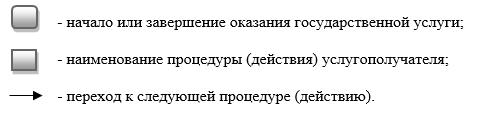 - начало или завершение оказания государственной услуги;
- наименование процедуры (действия) услугополучателя;
- переход к следующей процедуре (действию).